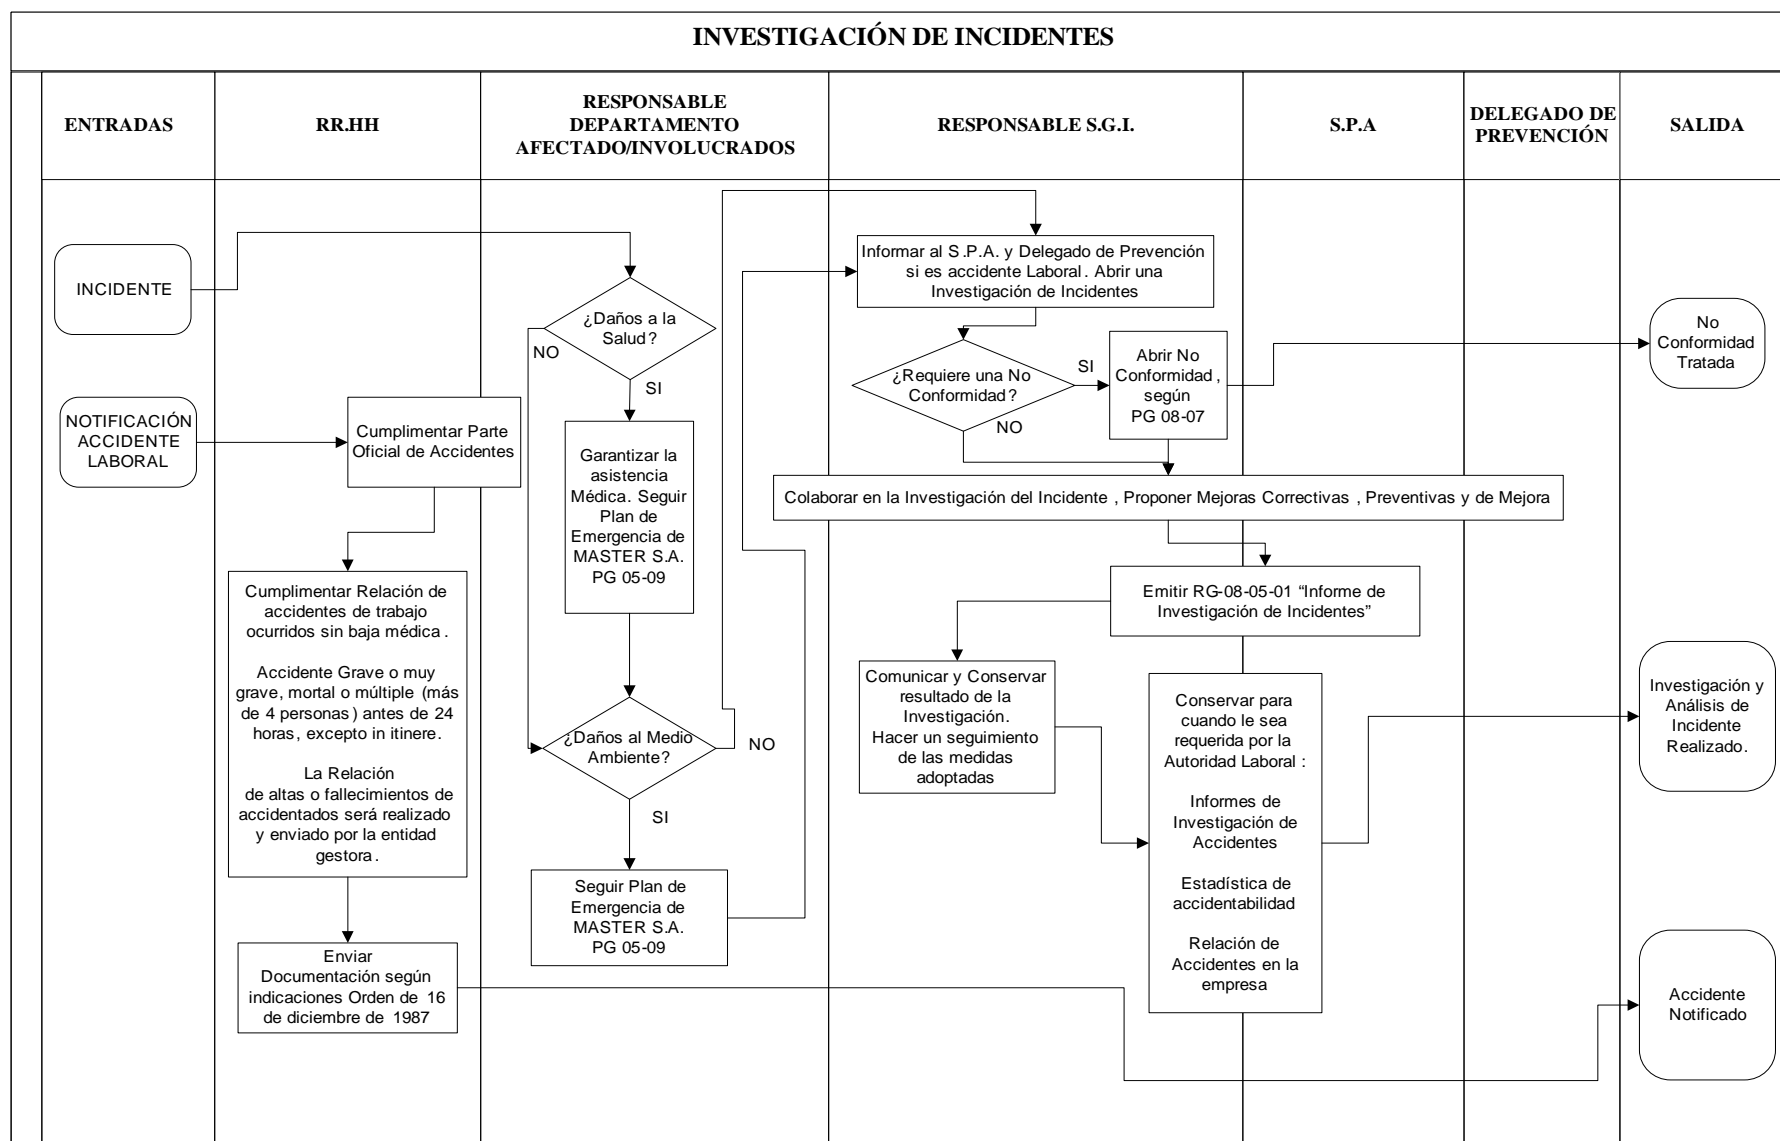 INVESTIGACIÓN DE INCIDENTES
ENTRADAS
RR.HH
RESPONSABLE
DEPARTAMENTO
AFECTADO/INVOLUCRADOS
RESPONSABLE S.G.I.
S.P.A
DELEGADO DE
PREVENCIÓN
SALIDA
INCIDENTE
NOTIFICACIÓN
ACCIDENTE
LABORAL
Cumplimentar Parte
Oficial de Accidentes
Cumplimentar Relación de
accidentes de trabajo
ocurridos sin baja médica.
Accidente Grave o muy
grave, mortal o múltiple (más
de 4 personas) antes de 24
horas, excepto in itinere.
La Relación
de altas o fallecimientos de
accidentados será realizado
y enviado por la entidad
gestora.
Enviar
Documentación según
indicaciones Orden de 16
de diciembre de 1987
¿Daños a la
Salud?
NO
SI
Garantizar la
asistencia
Médica. Seguir
Plan de
Emergencia de
MASTER S.A.
PG 05-09
¿Daños al Medio
Ambiente?
NO
SI
Seguir Plan de
Emergencia de
MASTER S.A.
PG 05-09
Informar al S.P.A. y Delegado de Prevención
si es accidente Laboral. Abrir una
Investigación de Incidentes
¿Requiere una No
Conformidad?
SI
NO
Abrir No
Conformidad,
según
PG 08-07
Colaborar en la Investigación del Incidente, Proponer Mejoras Correctivas, Preventivas y de Mejora
Emitir RG-08-05-01 “Informe de
Investigación de Incidentes”
Comunicar y Conservar
resultado de la
Investigación.
Hacer un seguimiento
de las medidas
adoptadas
Conservar para
cuando le sea
requerida por la
Autoridad Laboral:
Informes de
Investigación de
Accidentes
Estadística de
accidentabilidad
Relación de
Accidentes en la
empresa
No
Conformidad
Tratada
Investigación y
Análisis de
Incidente
Realizado.
Accidente
Notificado